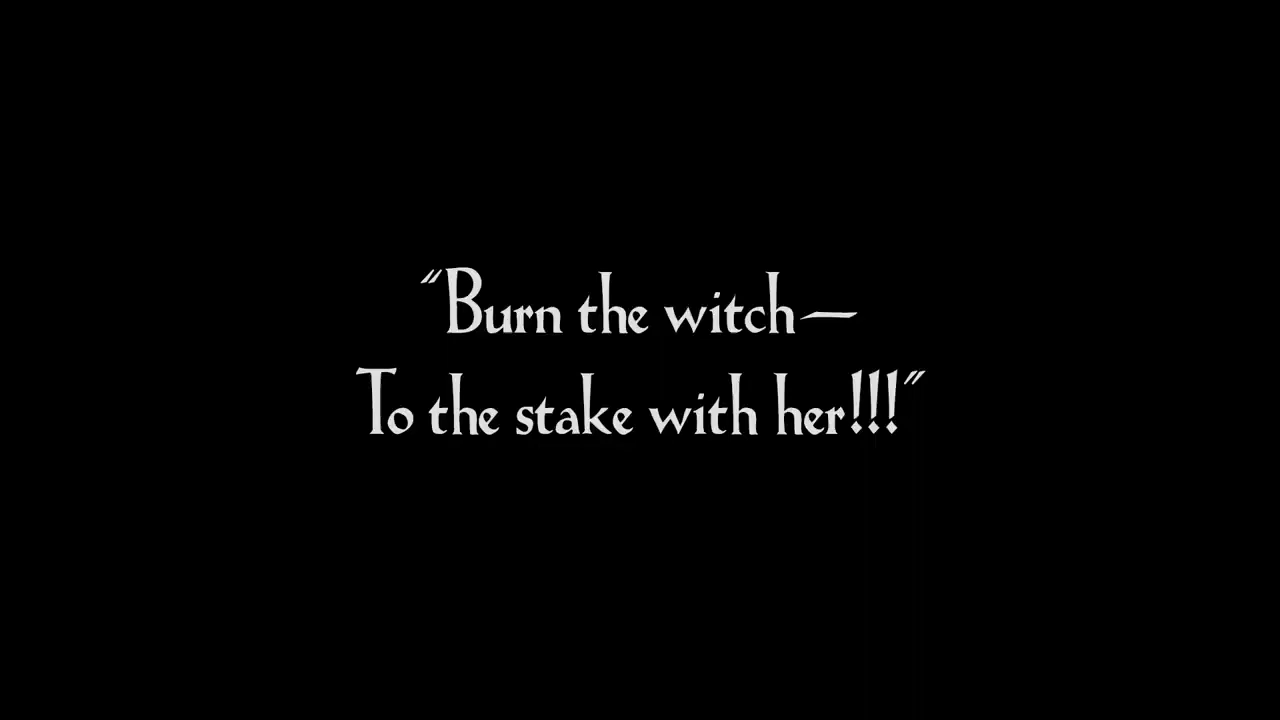 "Burn the witch—
To the stake with her!!!"